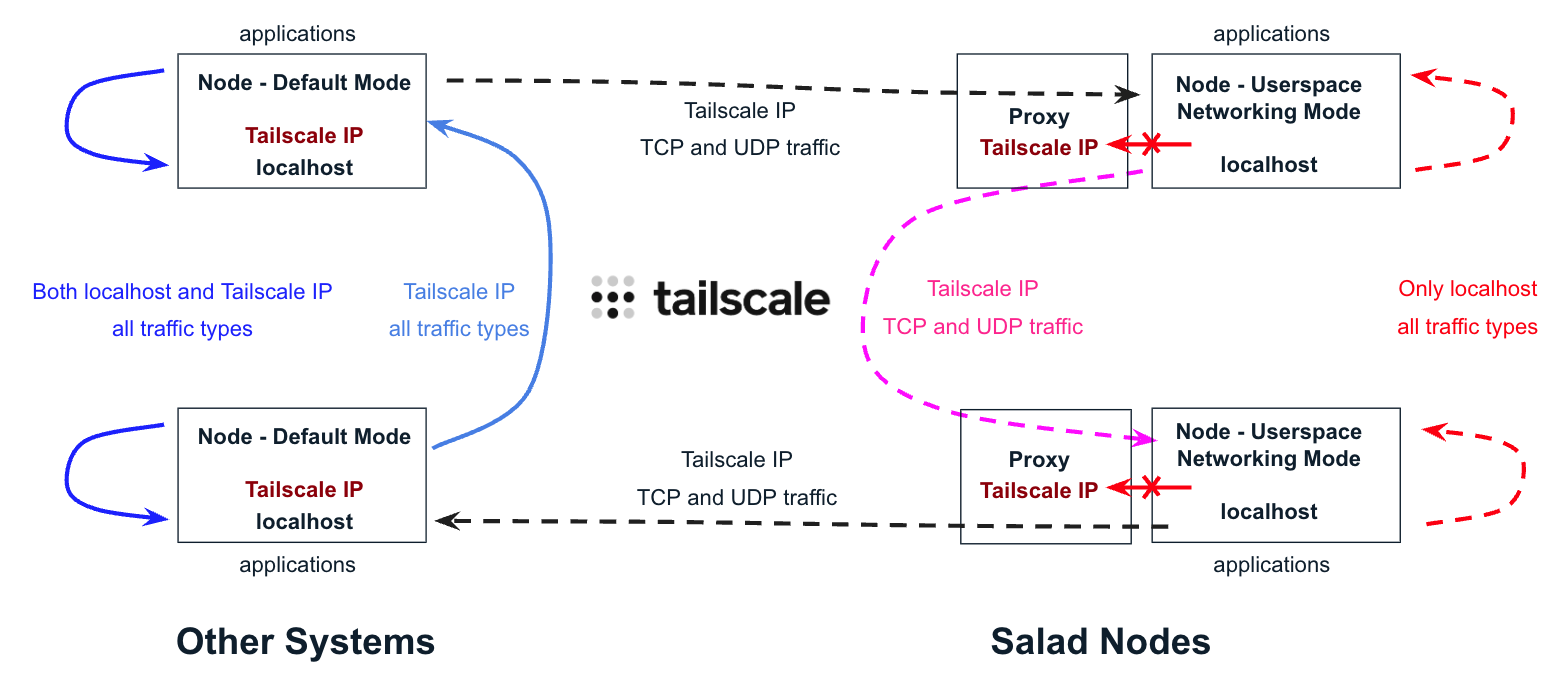 applications
applications
Node - Default Mode
Tailscale IP
localhost
Tailscale IP
TCP and UDP traffic
Proxy
Tailscale IP
Node - Userspace
Networking Mode
localhost
Both localhost and Tailscale IP
all traffic types
Tailscale IP
all traffic types
tailscale
Tailscale IP
TCP and UDP traffic
Only localhost
all traffic types
Node - Default Mode
Tailscale IP
localhost
applications
Tailscale IP
TCP and UDP traffic
Proxy
Tailscale IP
Node - Userspace
Networking Mode
localhost
applications
Other Systems
Salad Nodes